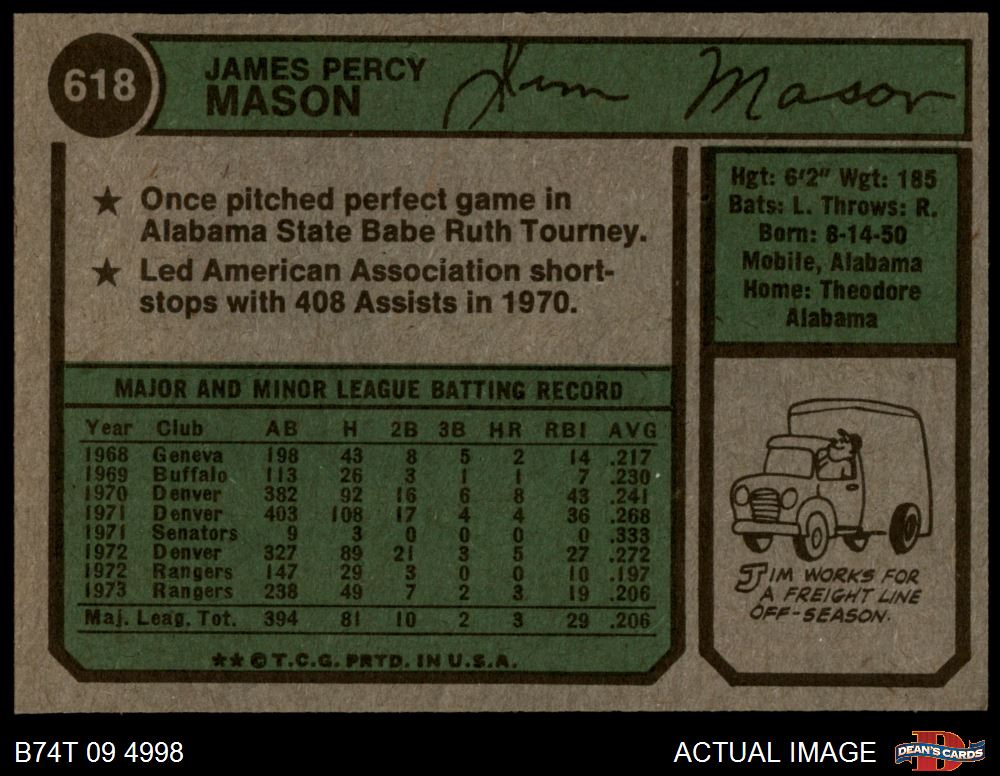 618
JAMES PERCY
MASON
Jim Mason
★ Once pitched perfect game in
Alabama State Babe Ruth Tourney.
★ Led American Association short-
stops with 408 Assists in 1970.
Hgt: 6'2" Wgt: 185
Bats: L. Throws: R.
Born: 8-14-50
Mobile, Alabama
Home: Theodore
Alabama
MAJOR AND MINOR LEAGUE BATTING RECORD
Year Club AB H 2B 3B HR RBI AVG
1968 Geneva 198 43 8 5 2 14 .217
1969 Buffalo 113 26 3 1 1 7 .230
1970 Denver 382 92 16 6 8 43 .241
1971 Denver 403 108 17 4 4 36 .268
1971 Senators 9 3 0 0 0 0 .333
1972 Denver 327 89 21 3 5 27 .272
1972 Rangers 147 29 3 0 0 10 .197
1973 Rangers 238 49 7 2 3 19 .206
Maj. Leag. Tot. 394 81 10 2 3 29 .206
★★ © T.C.G. PRTD. IN U.S.A.
JIM WORKS FOR
A FREIGHT LINE
OFF-SEASON.
B74T 09 4998
ACTUAL IMAGE
D
DEAN'S CARDS